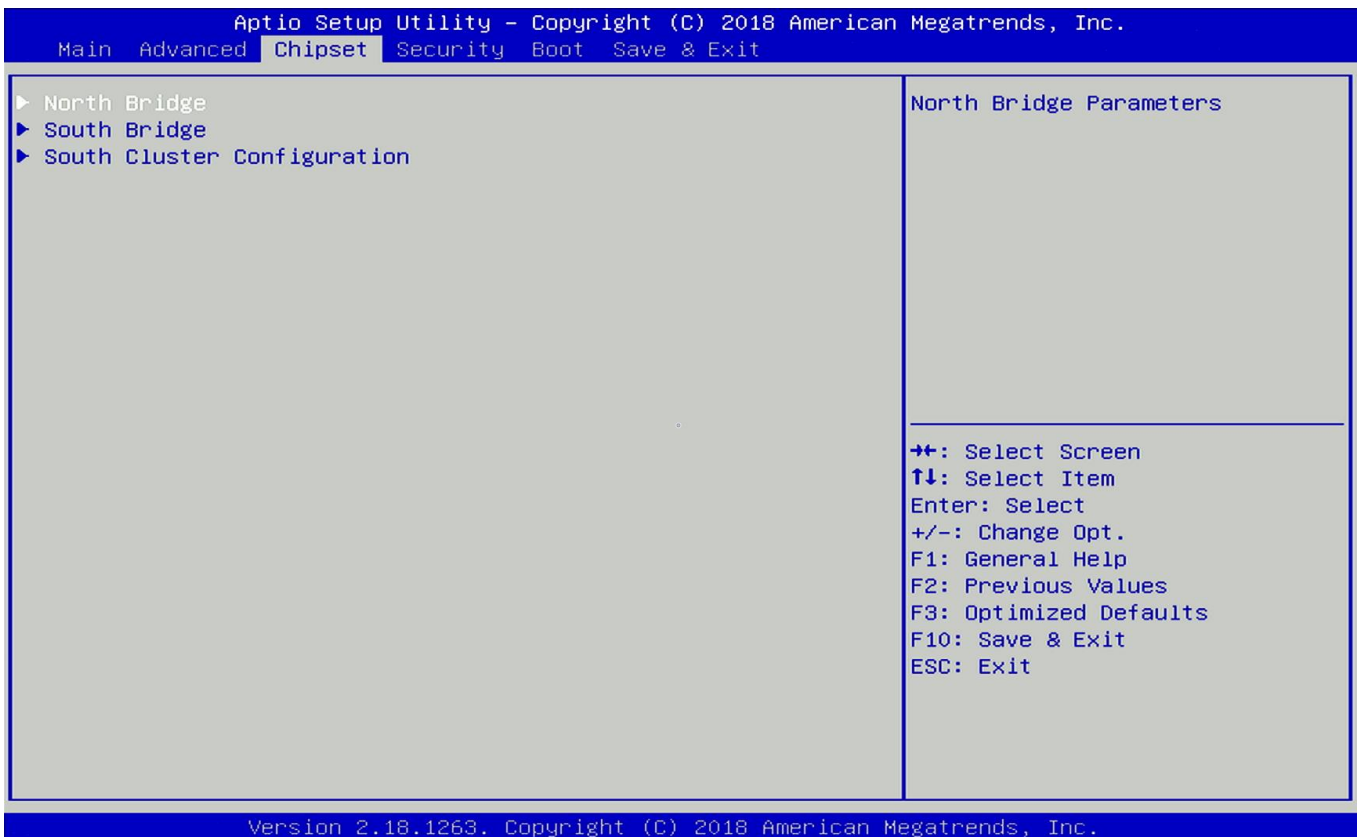 Aptio Setup Utility – Copyright (C) 2018 American Megatrends, Inc.
Main Advanced Chipset Security Boot Save & Exit
▶ North Bridge
▶ South Bridge
▶ South Cluster Configuration
North Bridge Parameters
→←: Select Screen
↑↓: Select Item
Enter: Select
+/-: Change Opt.
F1: General Help
F2: Previous Values
F3: Optimized Defaults
F10: Save & Exit
ESC: Exit
Version 2.18.1263. Copyright (C) 2018 American Megatrends, Inc.